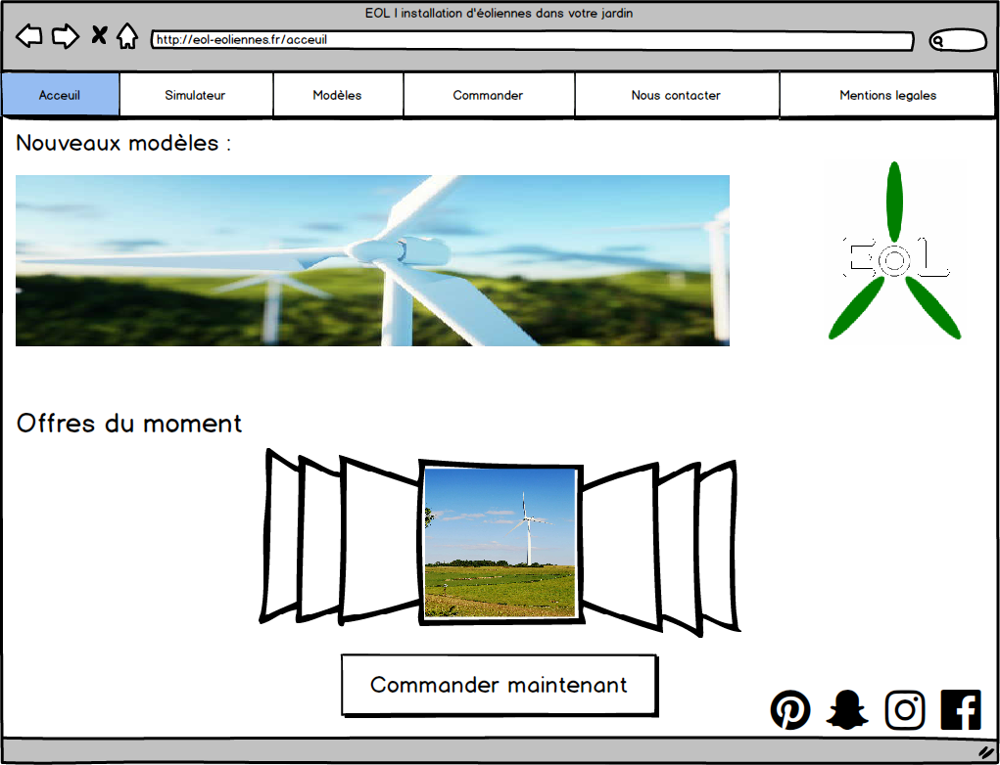 EOL | installation d'éoliennes dans votre jardin
http://eol-eoliennes.fr/acceuil
Acceuil
Simulateur
Modèles
Commander
Nous contacter
Mentions legales
Nouveaux modèles :
EOL
Offres du moment
Commander maintenant